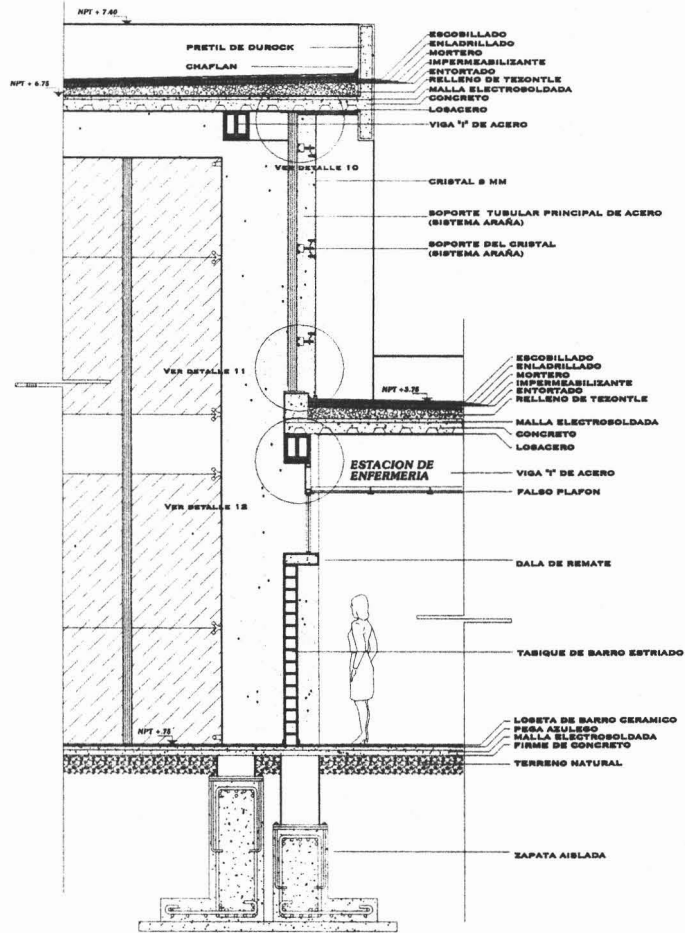 NPT + 7.40
PRETIL DE DUROCK
CHAFLAN
NPT + 6.75
ESCOBILLADO
ENLADRILLADO
MORTERO
IMPERMEABILIZANTE
ENTORTADO
RELLENO DE TEZONTLE
MALLA ELECTROSOLDADA
CONCRETO
LOSACERO
VIGA "I" DE ACERO
VER DETALLE 10
CRISTAL 9 MM
SOPORTE TUBULAR PRINCIPAL DE ACERO
(SISTEMA ARAÑA)
SOPORTE DEL CRISTAL
(SISTEMA ARAÑA)
VER DETALLE 11
NPT +3.75
ESCOBILLADO
ENLADRILLADO
MORTERO
IMPERMEABILIZANTE
ENTORTADO
RELLENO DE TEZONTLE
MALLA ELECTROSOLDADA
CONCRETO
LOSACERO
ESTACION DE
ENFERMERIA
VIGA "I" DE ACERO
FALSO PLAFON
VER DETALLE 12
DALA DE REMATE
TABIQUE DE BARRO ESTRIADO
NPT +.75
LOSETA DE BARRO CERAMICO
PEGA AZULEGO
MALLA ELECTROSOLDADA
FIRME DE CONCRETO
TERRENO NATURAL
ZAPATA AISLADA